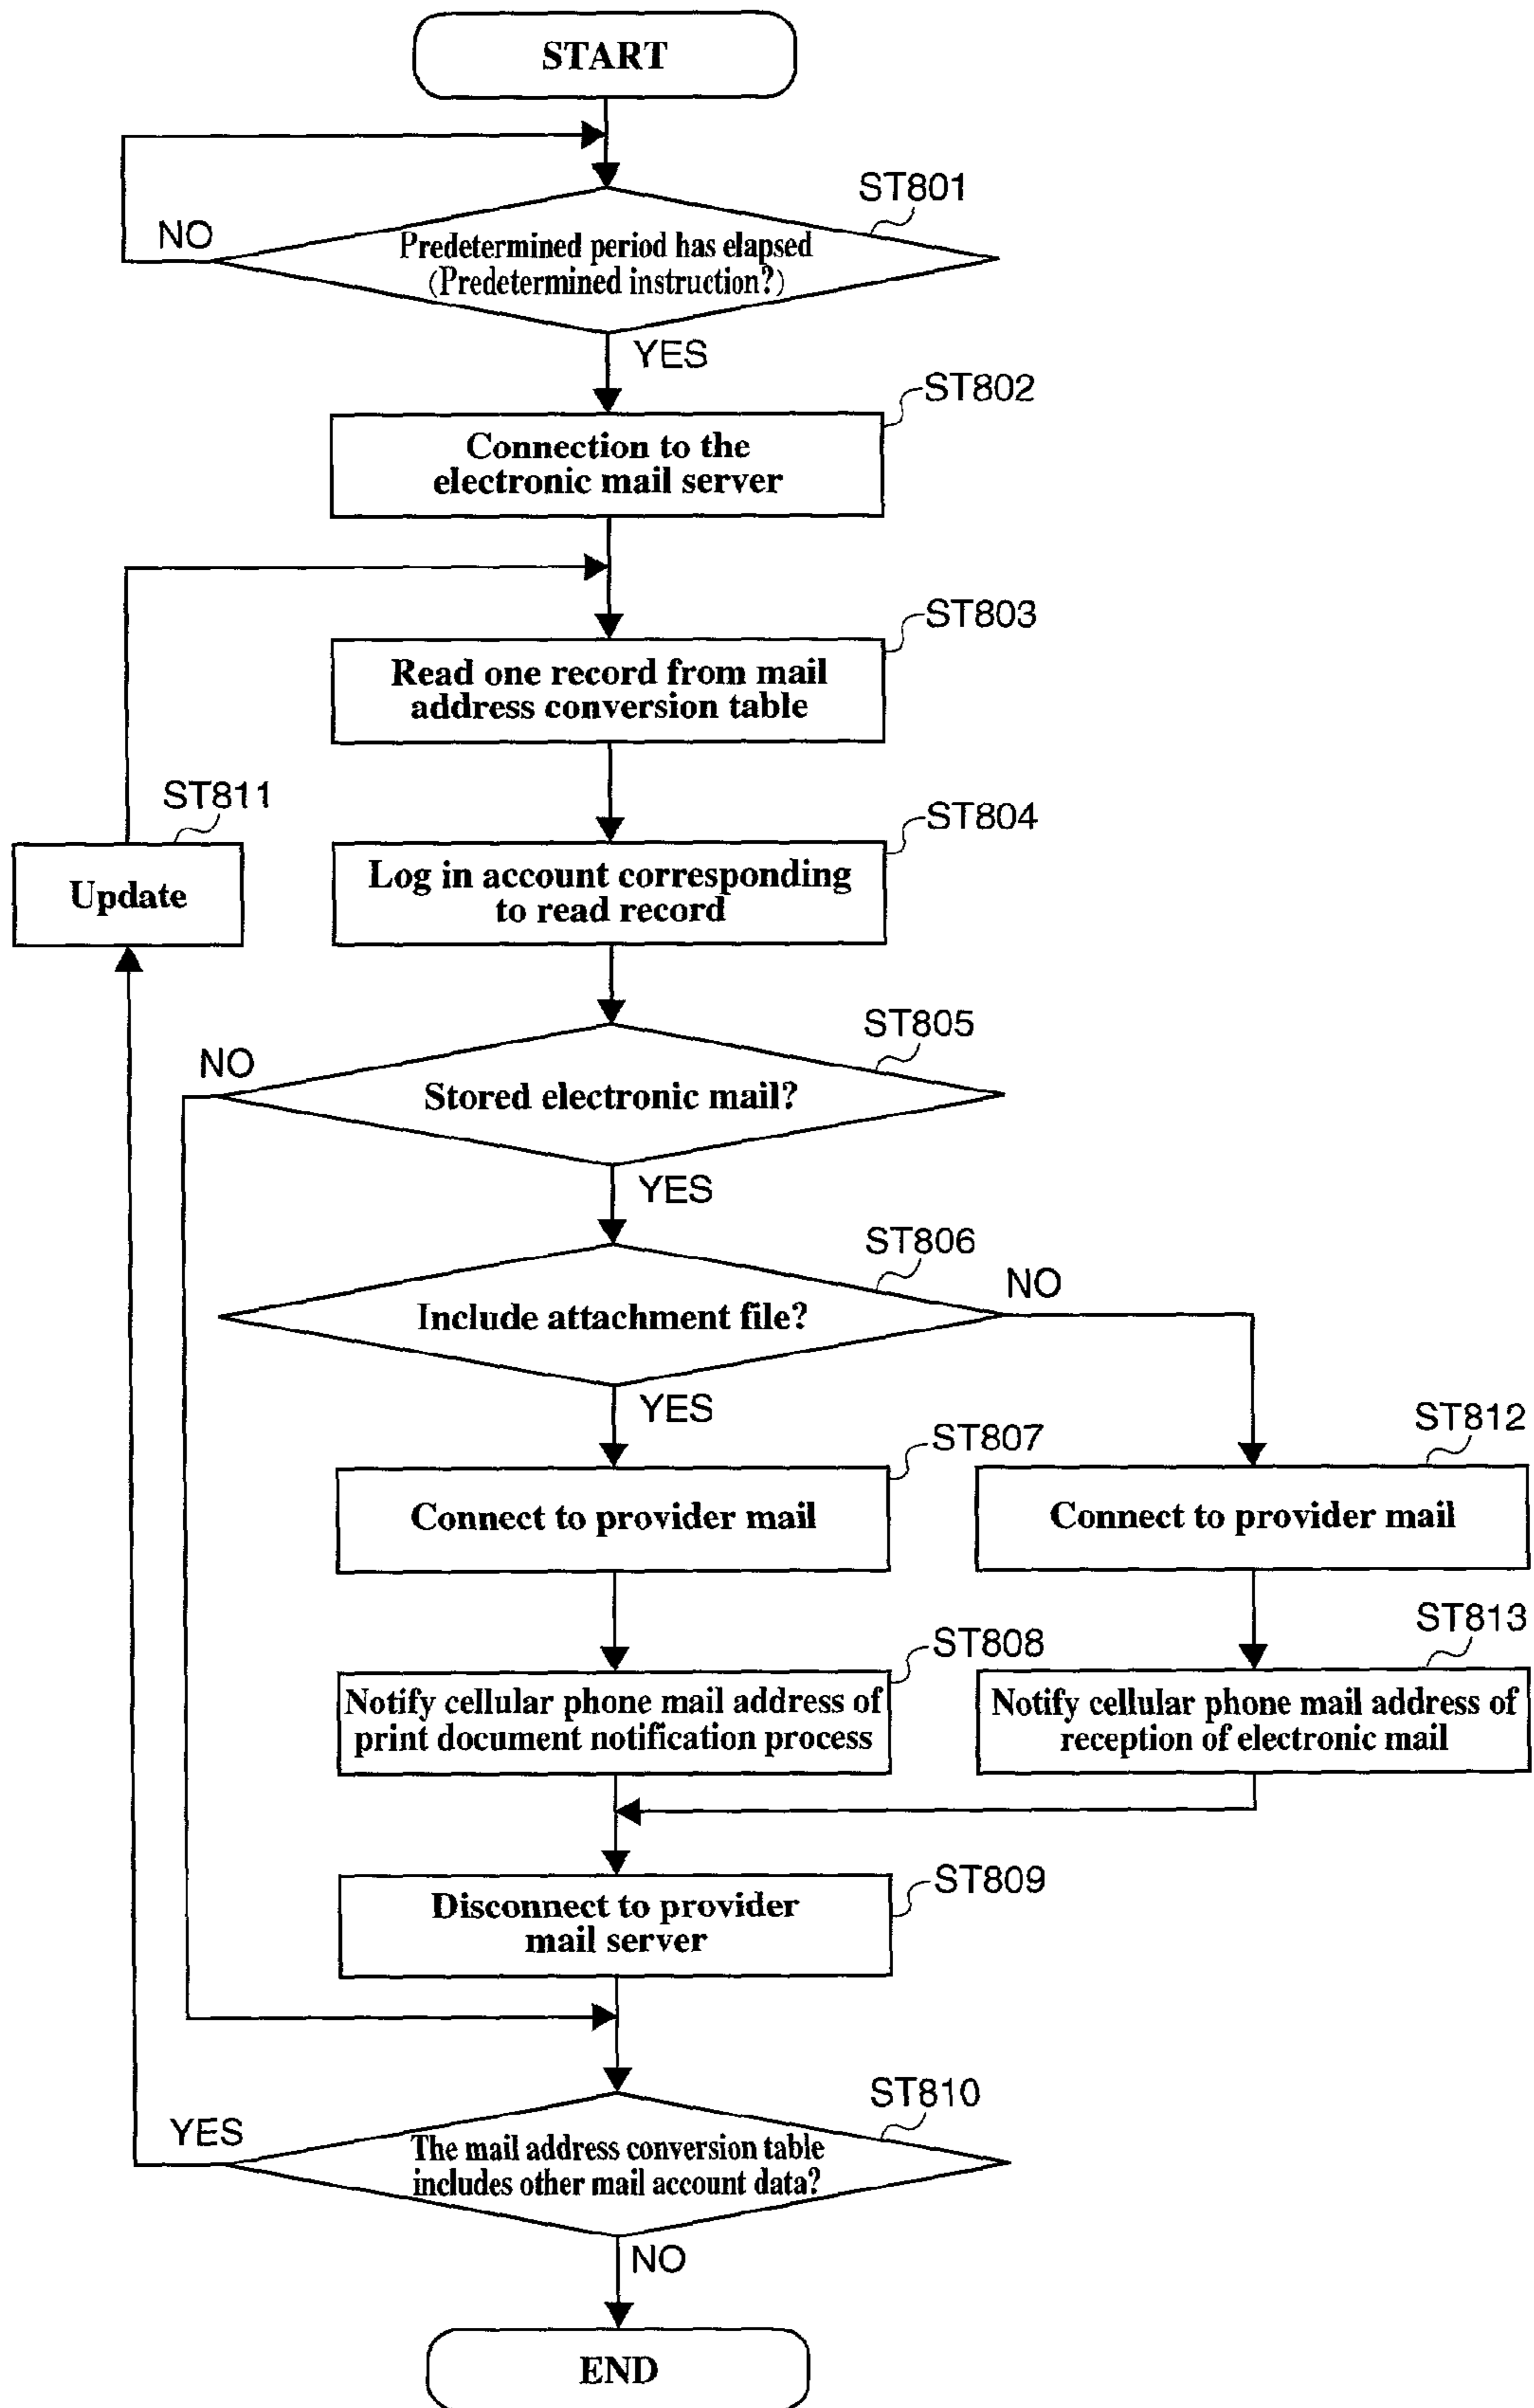 START
ST801
NO
Predetermined period has elapsed
(Predetermined instruction?)
YES
ST802
Connection to the
electronic mail server
ST803
Read one record from mail
address conversion table
ST811
Update
ST804
Log in account corresponding
to read record
ST805
NO
Stored electronic mail?
YES
ST806
NO
Include attachment file?
YES
ST807
Connect to provider mail
ST812
Connect to provider mail
ST808
Notify cellular phone mail address of
print document notification process
ST813
Notify cellular phone mail address of
reception of electronic mail
ST809
Disconnect to provider
mail server
ST810
YES
The mail address conversion table
includes other mail account data?
NO
END